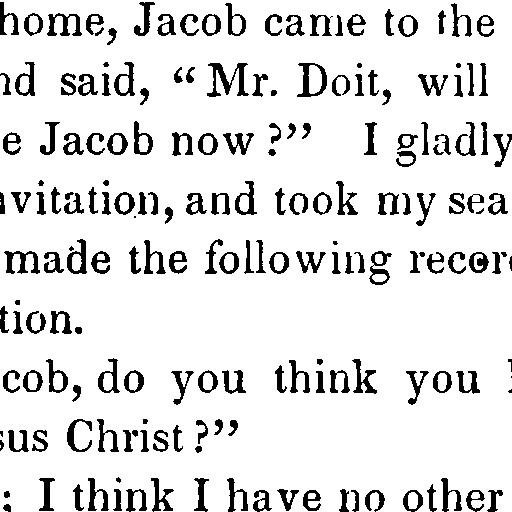 home, Jacob came to the
nd said, “Mr. Doit, will
e Jacob now?” I gladly
nvitation, and took my sea
made the following recor
tion.
cob, do you think you
sus Christ?”
; I think I have no other